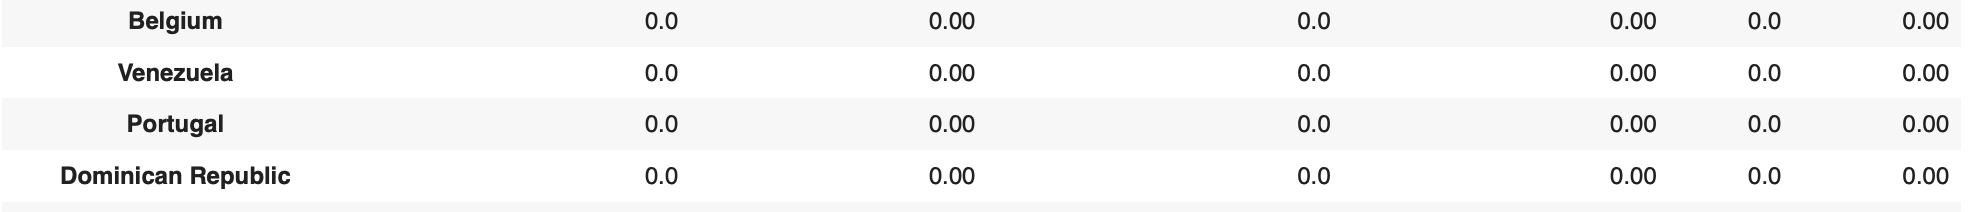 Belgium 0.0 0.00 0.0 0.00 0.0 0.00
Venezuela 0.0 0.00 0.0 0.00 0.0 0.00
Portugal 0.0 0.00 0.0 0.00 0.0 0.00
Dominican Republic 0.0 0.00 0.0 0.00 0.0 0.00